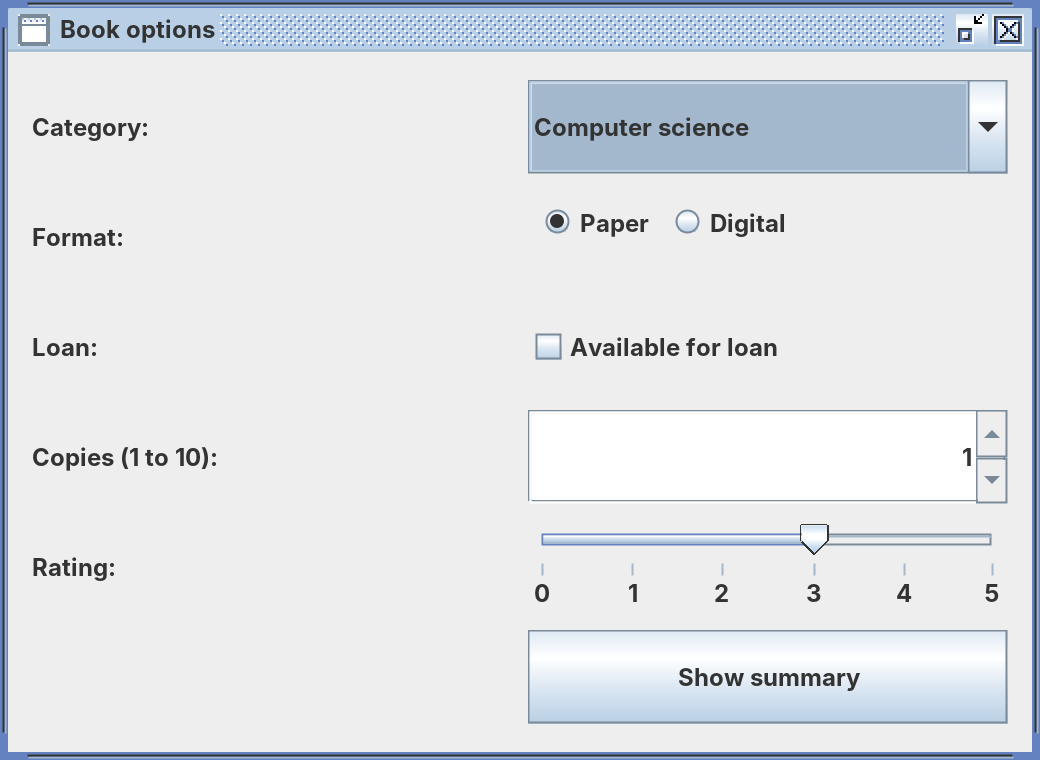 Book options
Category:
Computer science
Format:
Paper
Digital
Loan:
Available for loan
Copies (1 to 10):
1
Rating:
0 1 2 3 4 5
Show summary